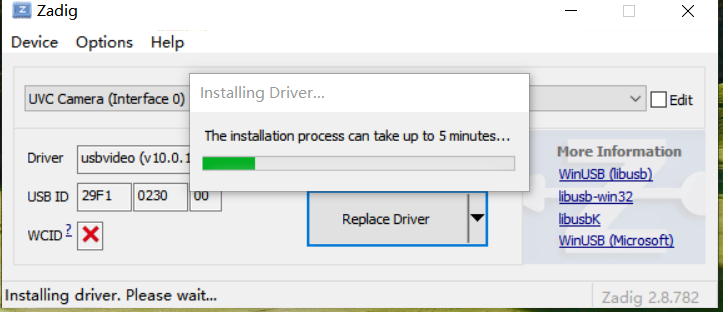 Zadig
Device Options Help
Installing Driver...
UVC Camera (Interface 0)
Edit
The installation process can take up to 5 minutes...
Driver usbvideo (v10.0.1
More Information
WinUSB (libusb)
USB ID 29F1 0230 00
libusb-win32
Replace Driver
libusbK
WCID ?
WinUSB (Microsoft)
Installing driver. Please wait...
Zadig 2.8.782